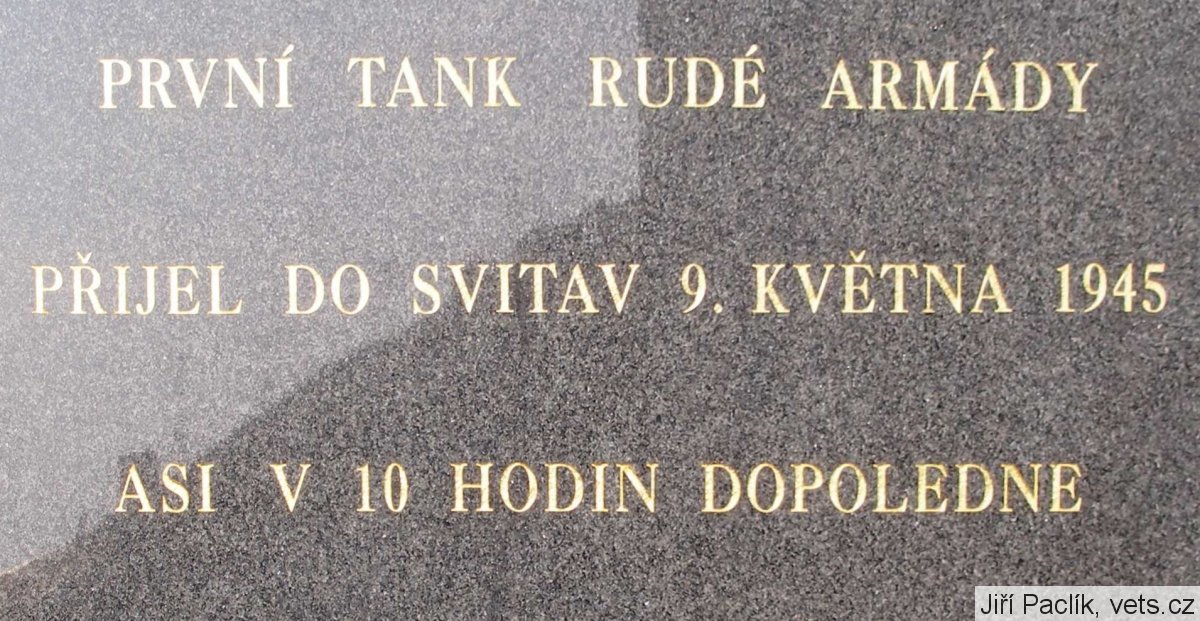 PRVNÍ TANK RUDÉ ARMÁDY
PŘIJEL DO SVITAV 9. KVĚTNA 1945
ASI V 10 HODIN DOPOLEDNE
Jiří Paclík, vets.cz